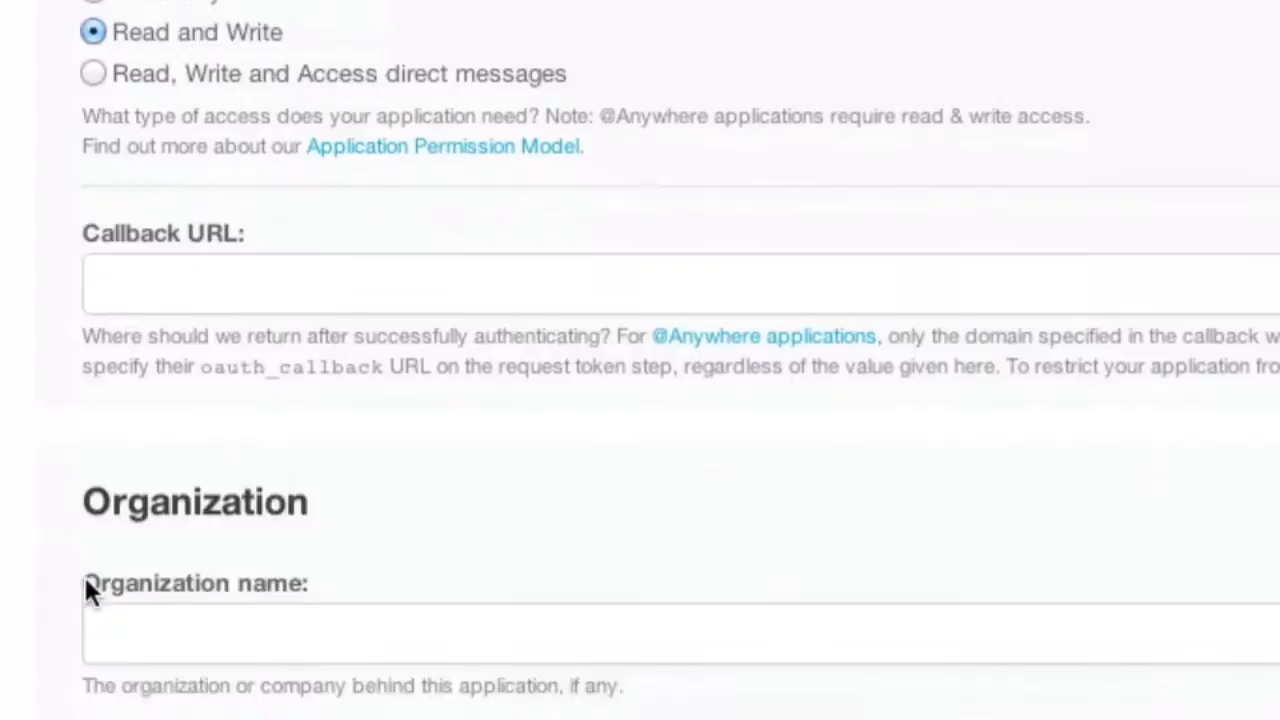 Read and Write
Read, Write and Access direct messages
What type of access does your application need? Note: @Anywhere applications require read & write access.
Find out more about our Application Permission Model.
Callback URL:
Where should we return after successfully authenticating? For @Anywhere applications, only the domain specified in the callback
specify their oauth_callback URL on the request token step, regardless of the value given here. To restrict your application
Organization
Organization name:
The organization or company behind this application, if any.